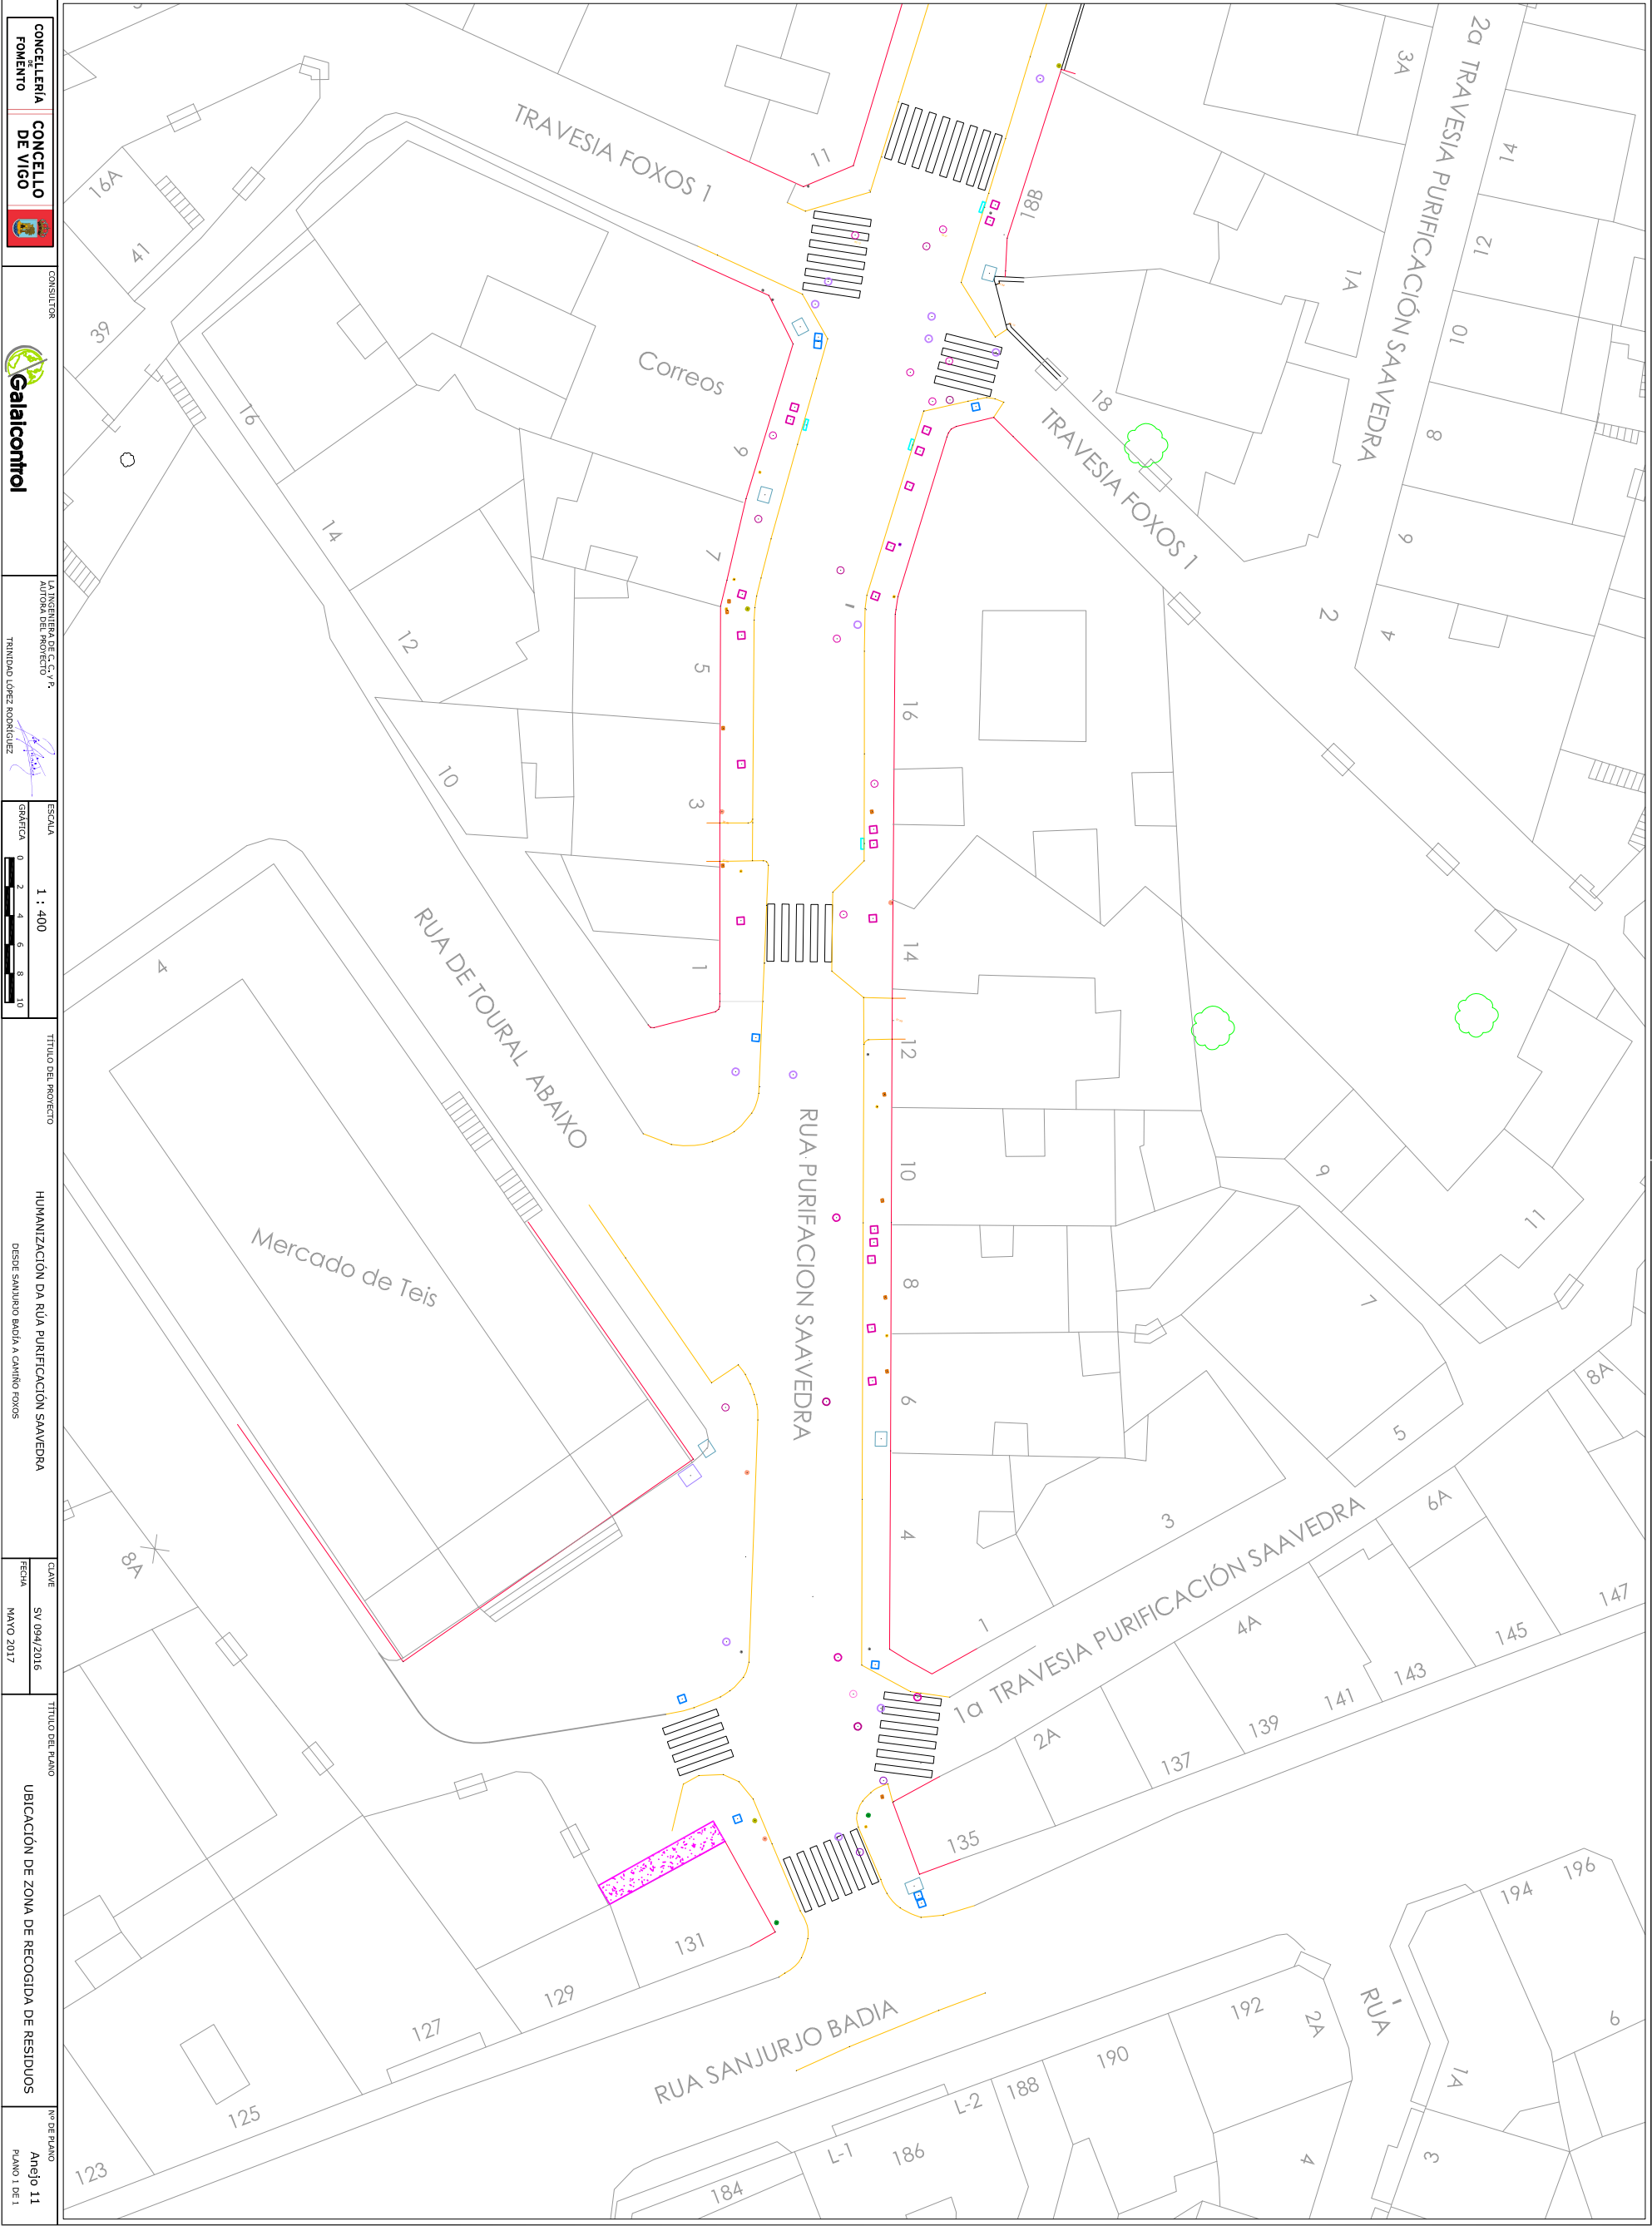 2a TRAVESIA PURIFICACIÓN SAAVEDRA
3A
14
12
1A
10
8
6
4
2
TRAVESIA FOXOS 1
11
18B
16A
41
39
Correos
18
TRAVESIA FOXOS 1
16
9
14
7
12
5
16
10
3
1
14
12
4
RUA DE TOURAL ABAIXO
RUA PURIFACION SAAVEDRA
10
9
11
Mercado de Teis
8
7
6
5
8A
4
3
6A
1
1a TRAVESIA PURIFICACIÓN SAAVEDRA
4A
147
145
143
141
139
137
2A
135
8A
131
129
127
125
123
RUA SANJURJO BADIA
196
194
192
190
188
L-2
L-1
186
184
2A
RUA
1A
6
4
3
CONCELLERÍA
DE
FOMENTO
CONCELLO
DE VIGO
CONSULTOR
Galaicontrol
LA INGENIERA DE C. C. y P.
AUTORA DEL PROYECTO
TRINIDAD LÓPEZ RODRÍGUEZ
ESCALA
1 : 400
GRÁFICA
0 2 4 6 8 10
TÍTULO DEL PROYECTO
HUMANIZACIÓN DA RÚA PURIFICACIÓN SAAVEDRA
DESDE SANJURJO BADÍA A CAMIÑO FOXOS
CLAVE
SV 094/2016
FECHA
MAYO 2017
TÍTULO DEL PLANO
UBICACIÓN DE ZONA DE RECOGIDA DE RESIDUOS
Nº DE PLANO
Anejo 11
PLANO 1 DE 1